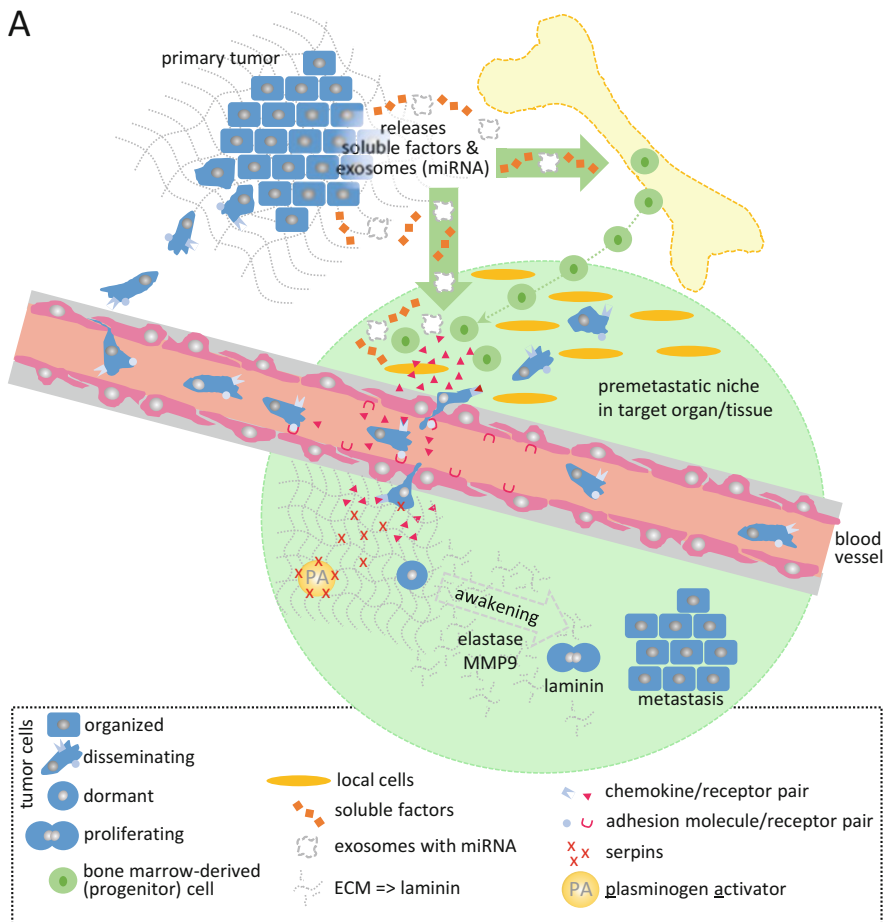 A
primary tumor
releases
soluble factors &
exosomes (miRNA)
premetastatic niche
in target organ/tissue
blood
vessel
x
x
x
x
x
x
x x
PA
x x x
awakening
elastase
MMP9
laminin
metastasis
tumor cells
organized
disseminating
dormant
proliferating
bone marrow-derived
(progenitor) cell
local cells
soluble factors
exosomes with miRNA
ECM => laminin
chemokine/receptor pair
adhesion molecule/receptor pair
x x x x serpins
PA plasminogen activator